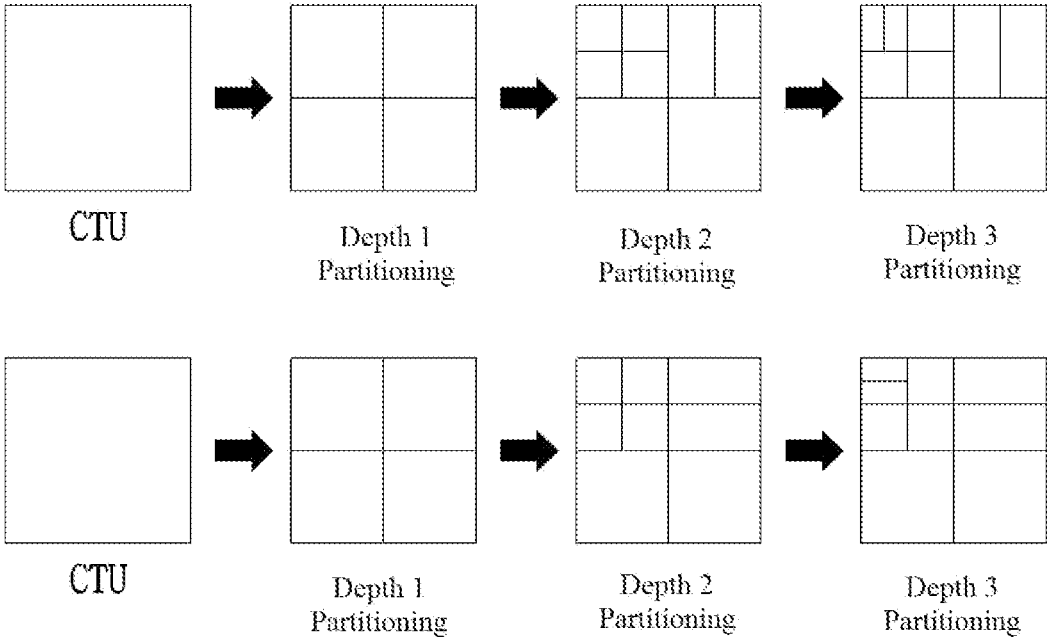 CTU
Depth 1
Partitioning
Depth 2
Partitioning
Depth 3
Partitioning
CTU
Depth 1
Partitioning
Depth 2
Partitioning
Depth 3
Partitioning